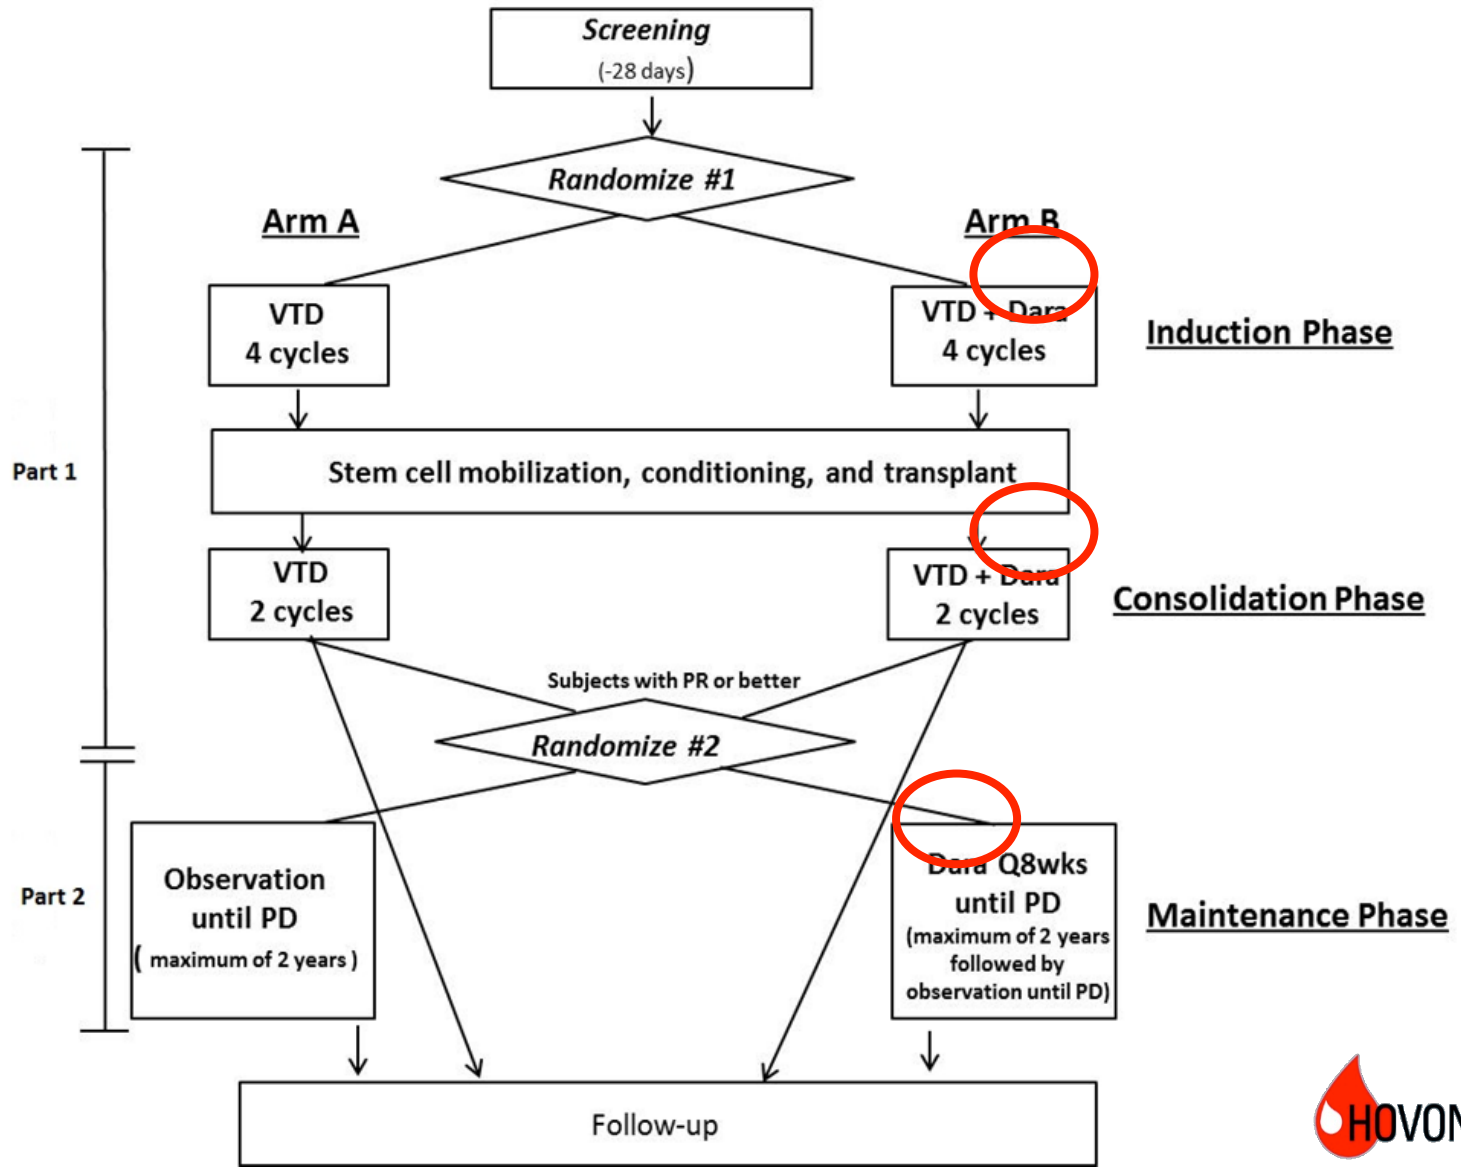 Screening
(-28 days)
Randomize #1
Arm A
Arm B
VTD
4 cycles
VTD + Dara
4 cycles
Induction Phase
Stem cell mobilization, conditioning, and transplant
Part 1
VTD
2 cycles
VTD + Dara
2 cycles
Consolidation Phase
Subjects with PR or better
Randomize #2
Part 2
Observation
until PD
( maximum of 2 years )
Dara Q8wks
until PD
(maximum of 2 years
followed by
observation until PD)
Maintenance Phase
Follow-up
HOVON